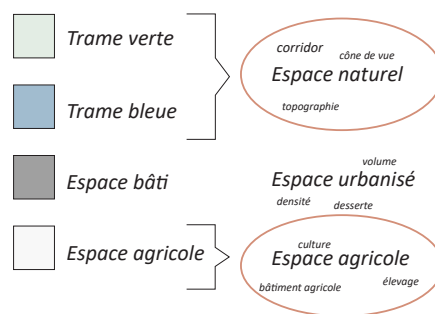 Trame verte
Trame bleue
Espace bâti
Espace agricole
corridor
cône de vue
Espace naturel
topographie
volume
Espace urbanisé
densité
desserte
culture
Espace agricole
bâtiment agricole
élevage